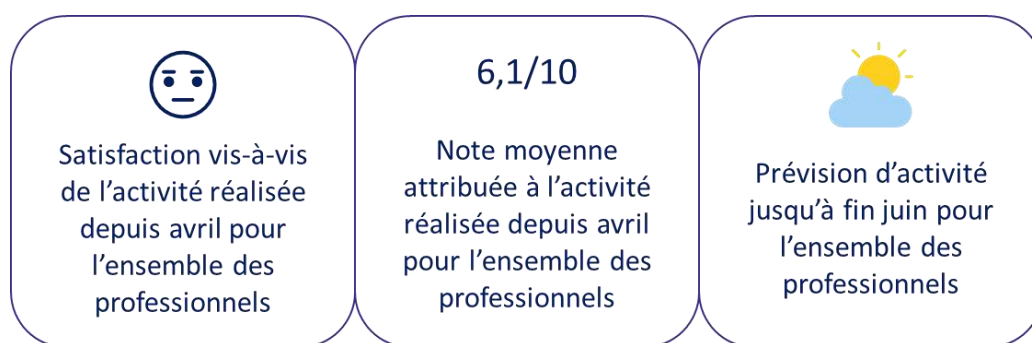 Satisfaction vis-à-vis
de l’activité réalisée
depuis avril pour
l’ensemble des
professionnels
6,1/10
Note moyenne
attribuée à l’activité
réalisée depuis avril
pour l’ensemble des
professionnels
Prévision d’activité
jusqu’à fin juin pour
l’ensemble des
professionnels